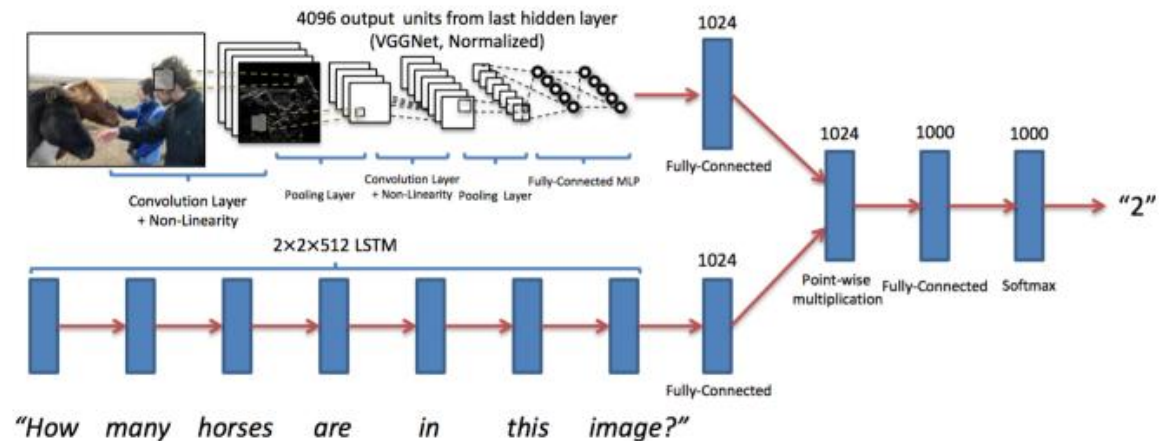 4096 output units from last hidden layer
(VGGNet, Normalized)
1024
Fully-Connected
Convolution Layer
+ Non-Linearity
Pooling Layer
Convolution Layer
+ Non-Linearity
Pooling Layer
Fully-Connected MLP
2×2×512 LSTM
1024
Fully-Connected
1024
Point-wise
multiplication
1000
Fully-Connected
1000
Softmax
"2"
"How many horses are in this image?"